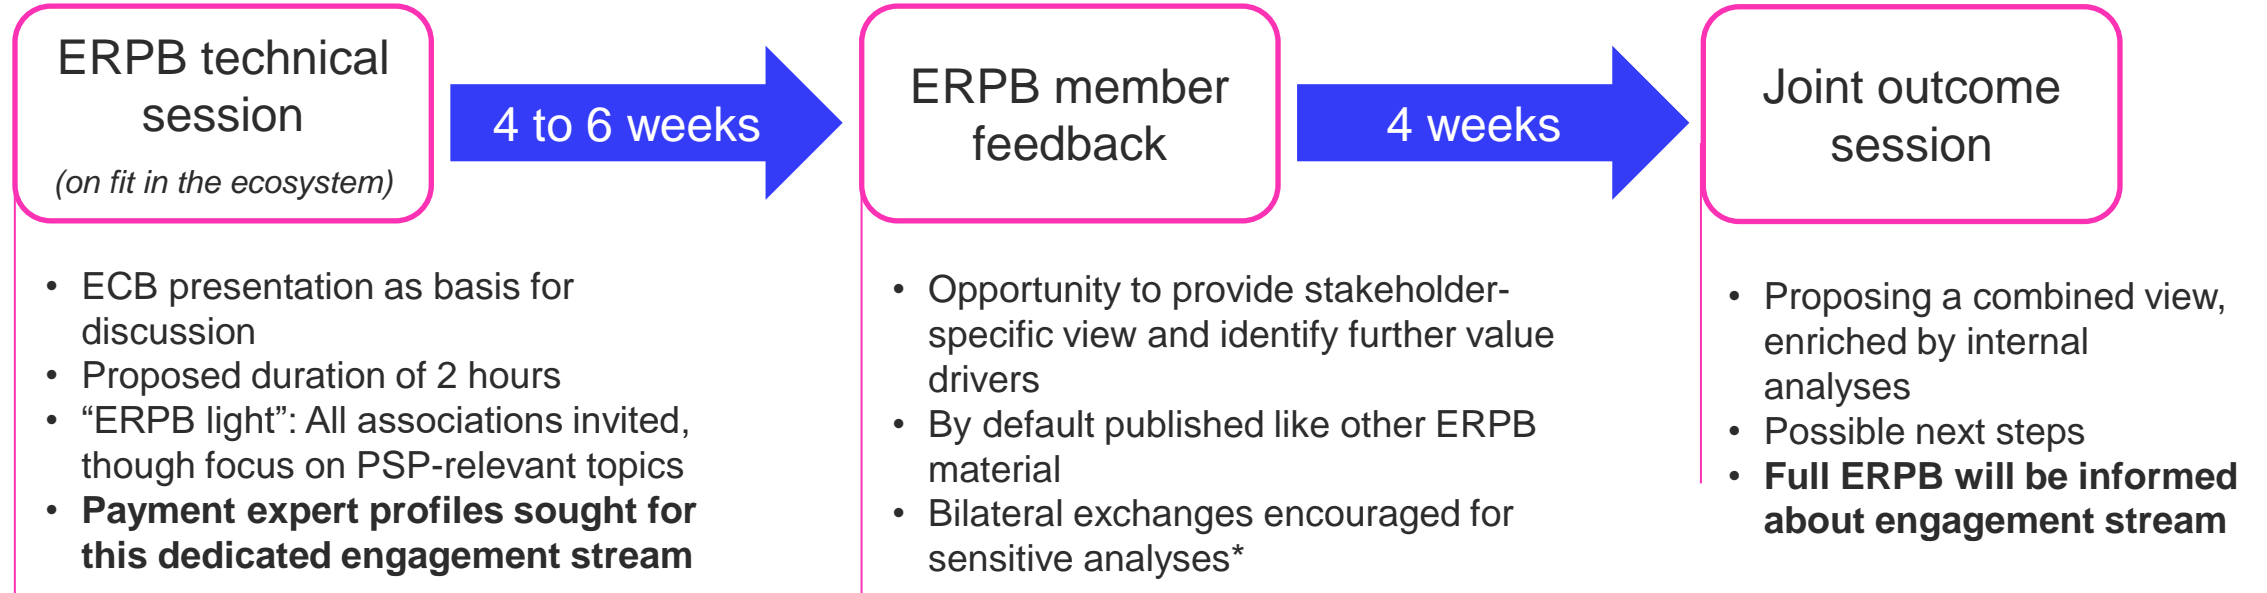 ERPB technical
session
(on fit in the ecosystem)
4 to 6 weeks
ERPB member
feedback
4 weeks
Joint outcome
session
• ECB presentation as basis for
discussion
• Proposed duration of 2 hours
• “ERPB light”: All associations invited,
though focus on PSP-relevant topics
• Payment expert profiles sought for
this dedicated engagement stream
• Opportunity to provide stakeholder-
specific view and identify further value
drivers
• By default published like other ERPB
material
• Bilateral exchanges encouraged for
sensitive analyses*
• Proposing a combined view,
enriched by internal
analyses
• Possible next steps
• Full ERPB will be informed
about engagement stream